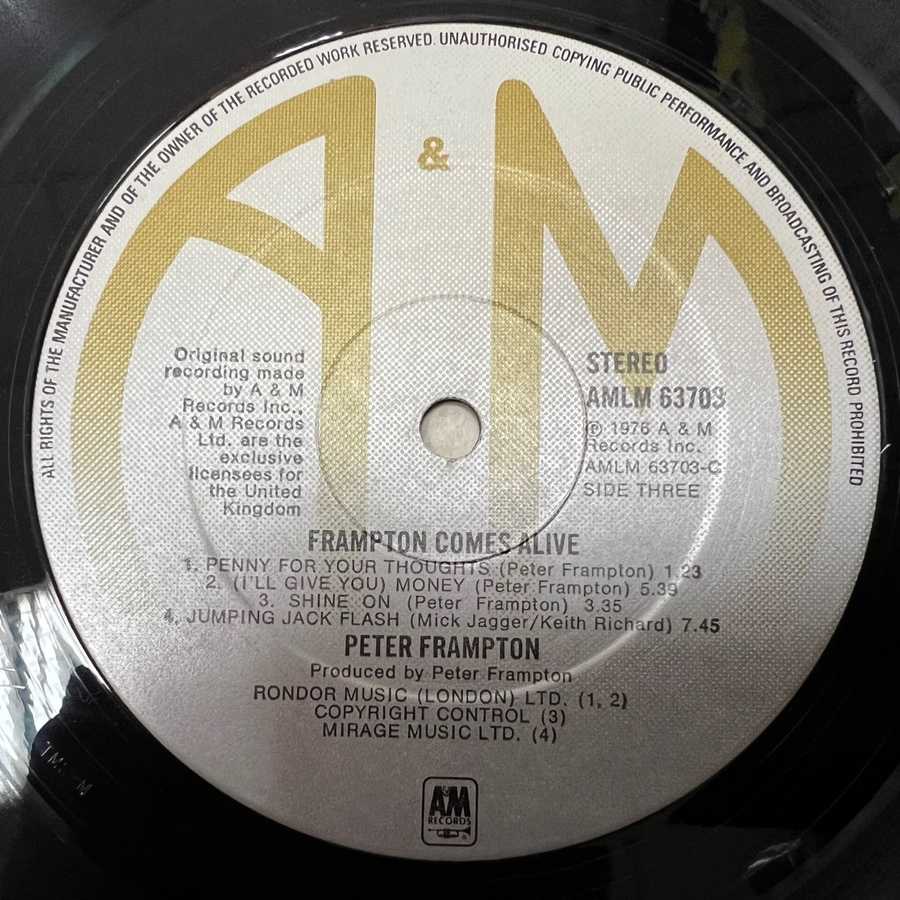 ALL RIGHTS OF THE MANUFACTURER AND OF THE OWNER OF THE RECORDED WORK RESERVED. UNAUTHORISED COPYING PUBLIC PERFORMANCE AND BROADCASTING OF THIS RECORD PROHIBITED
A & M
Original sound
recording made
by A & M
Records Inc.,
A & M Records
Ltd. are the
exclusive
licensees for
the United
Kingdom
STEREO
AMLM 63703
℗ 1976 A & M
Records Inc.
AMLM 63703-C
SIDE THREE
FRAMPTON COMES ALIVE
1. PENNY FOR YOUR THOUGHTS (Peter Frampton) 1.23
2. (I'LL GIVE YOU) MONEY (Peter Frampton) 5.39
3. SHINE ON (Peter Frampton) 3.35
4. JUMPING JACK FLASH (Mick Jagger/Keith Richard) 7.45
PETER FRAMPTON
Produced by Peter Frampton
RONDOR MUSIC (LONDON) LTD. (1, 2)
COPYRIGHT CONTROL (3)
MIRAGE MUSIC LTD. (4)
A&M
RECORDS